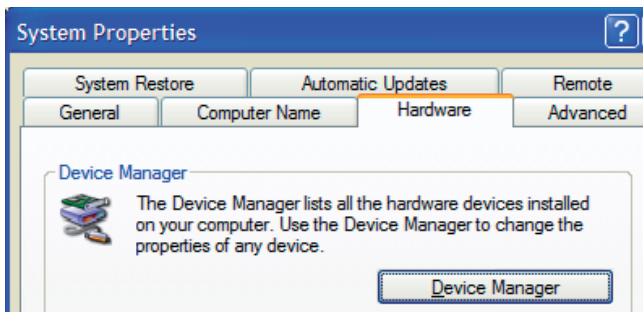 System Properties ?
System Restore Automatic Updates Remote
General Computer Name Hardware Advanced
Device Manager
The Device Manager lists all the hardware devices installed
on your computer. Use the Device Manager to change the
properties of any device.
Device Manager